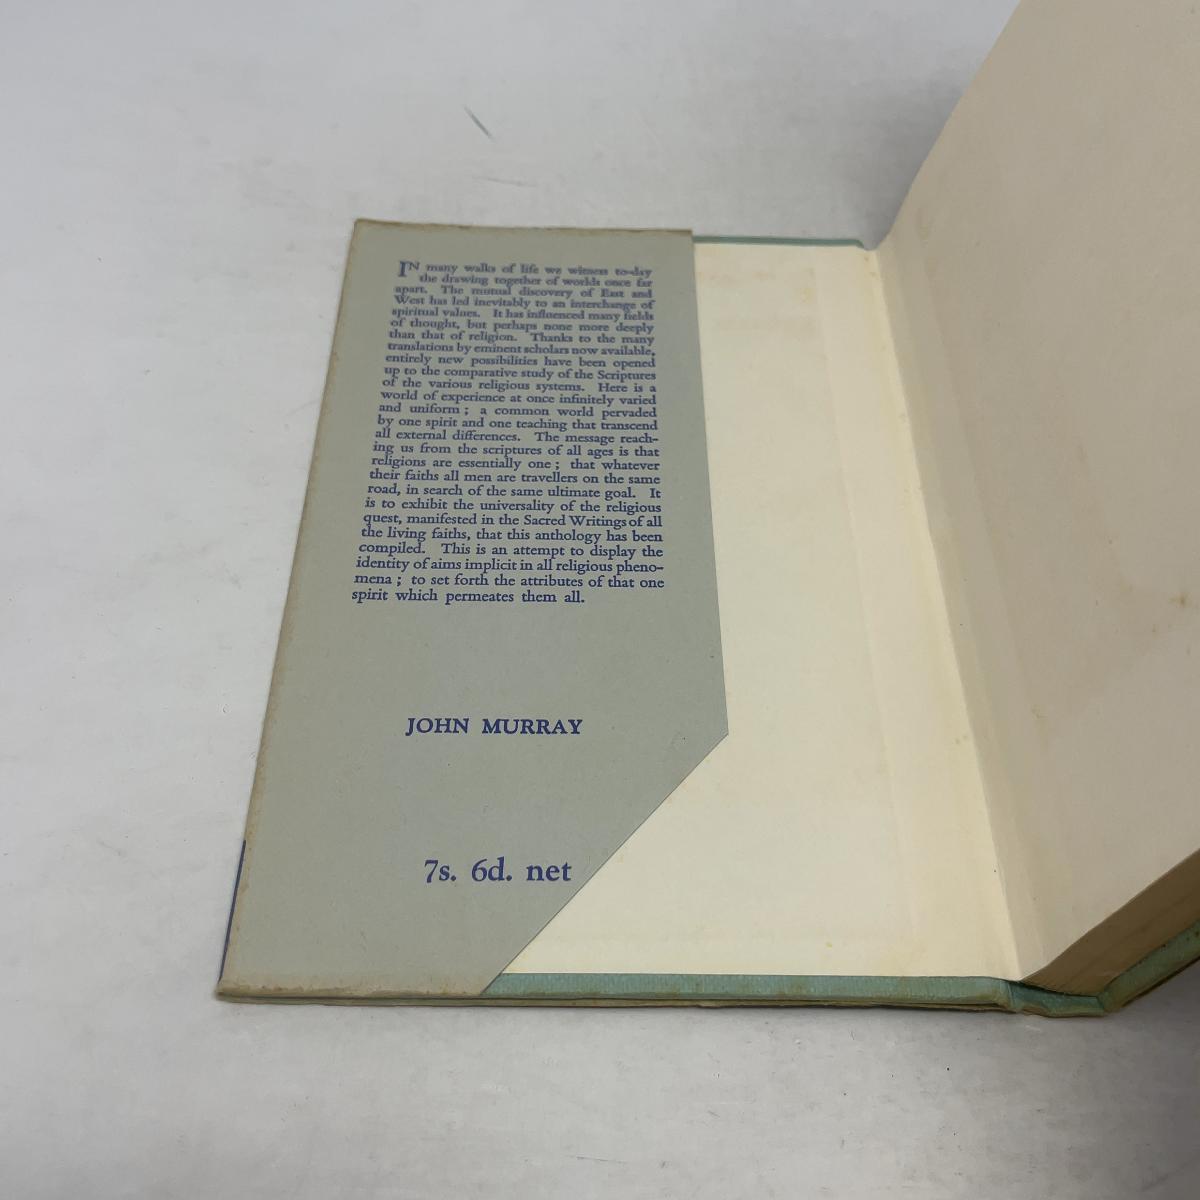 IN many walks of life we witness to-day
the drawing together of worlds once far
apart. The mutual discovery of East and
West has led inevitably to an interchange of
spiritual values. It has influenced many fields
of thought, but perhaps none more deeply
than that of religion. Thanks to the many
translations by eminent scholars now available,
entirely new possibilities have been opened
up to the comparative study of the Scriptures
of the various religious systems. Here is a
world of experience at once infinitely varied
and uniform ; a common world pervaded
by one spirit and one teaching that transcend
all external differences. The message reach-
ing us from the scriptures of all ages is that
religions are essentially one ; that whatever
their faiths all men are travellers on the same
road, in search of the same ultimate goal. It
is to exhibit the universality of the religious
quest, manifested in the Sacred Writings of all
the living faiths, that this anthology has been
compiled. This is an attempt to display the
identity of aims implicit in all religious pheno-
mena ; to set forth the attributes of that one
spirit which permeates them all.
JOHN MURRAY
7s. 6d. net